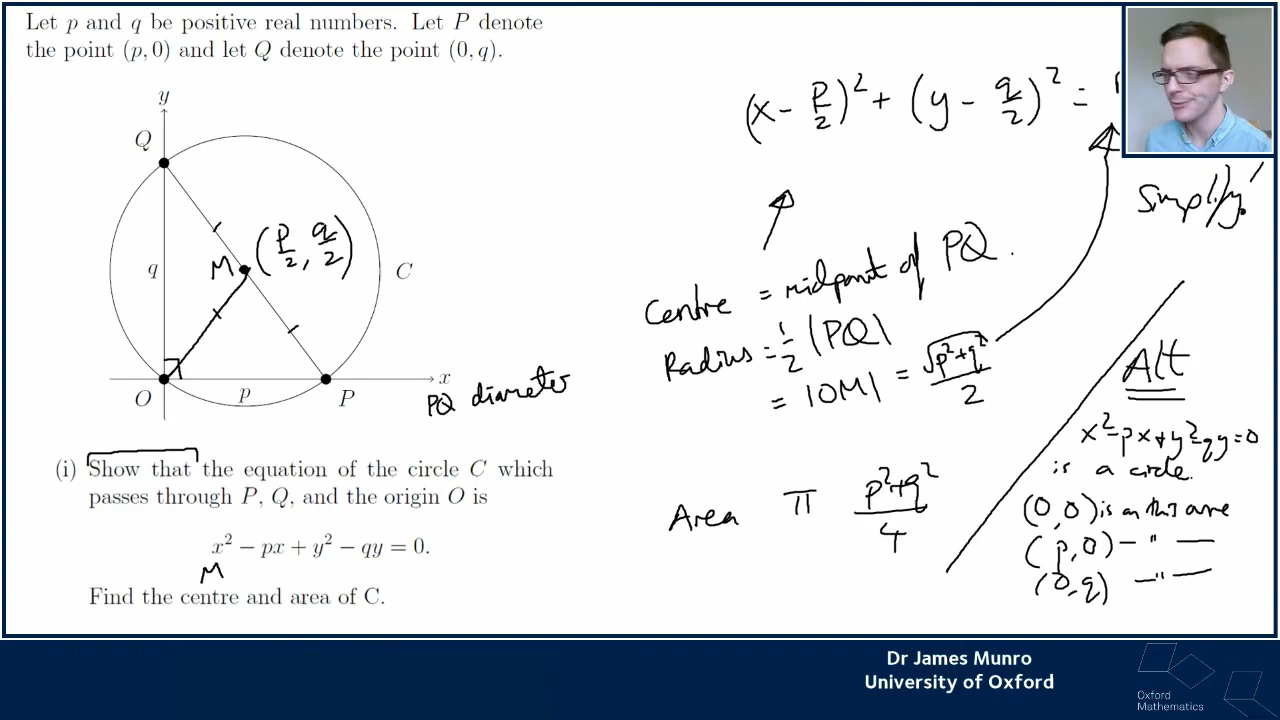 Let p and q be positive real numbers. Let P denote
the point (p, 0) and let Q denote the point (0, q).
y
Q
q
M
(p/2, q/2)
C
O
p
P
x
PQ diameter
(i) Show that the equation of the circle C which
passes through P, Q, and the origin O is
x² − px + y² − qy = 0.
M
Find the centre and area of C.
(x - p/2)² + (y - q/2)² =
Simplify!
Centre = midpoint of PQ.
Radius = 1/2 |PQ|
= |OM| = √(p²+q²)/2
Area π (p²+q²)/4
Alt
x²-px+y²-qy=0
is a circle.
(0,0) is on this circle
(p,0) — " —
(0,q) — " —
Dr James Munro
University of Oxford
Oxford
Mathematics